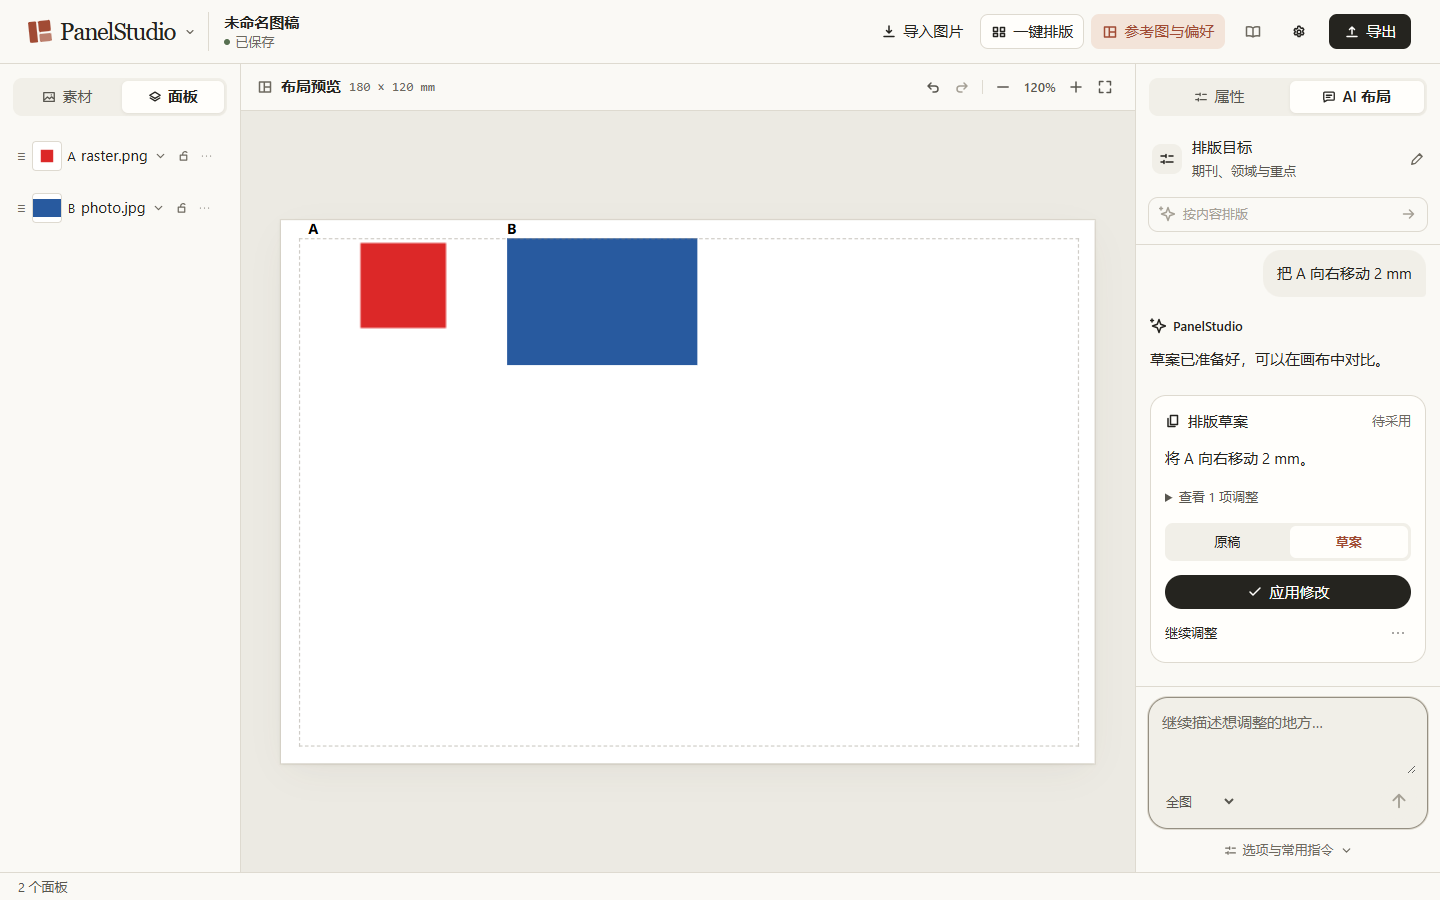 PanelStudio
未命名图稿
已保存
导入图片
一键排版
参考图与偏好
导出
素材
面板
A raster.png
B photo.jpg
布局预览 180 x 120 mm
120%
A
B
属性
AI 布局
排版目标
期刊、领域与重点
按内容排版
把 A 向右移动 2 mm
PanelStudio
草案已准备好，可以在画布中对比。
排版草案
待采用
将 A 向右移动 2 mm。
查看 1 项调整
原稿
草案
应用修改
继续调整
继续描述想调整的地方...
全图
选项与常用指令
2 个面板